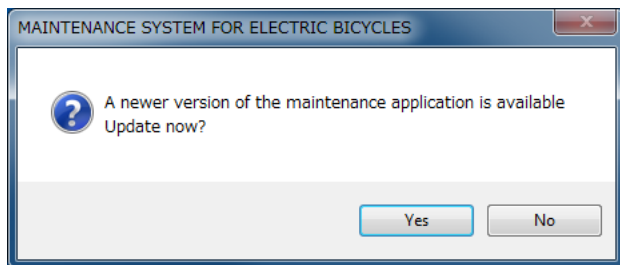 MAINTENANCE SYSTEM FOR ELECTRIC BICYCLES
A newer version of the maintenance application is available
Update now?
Yes
No